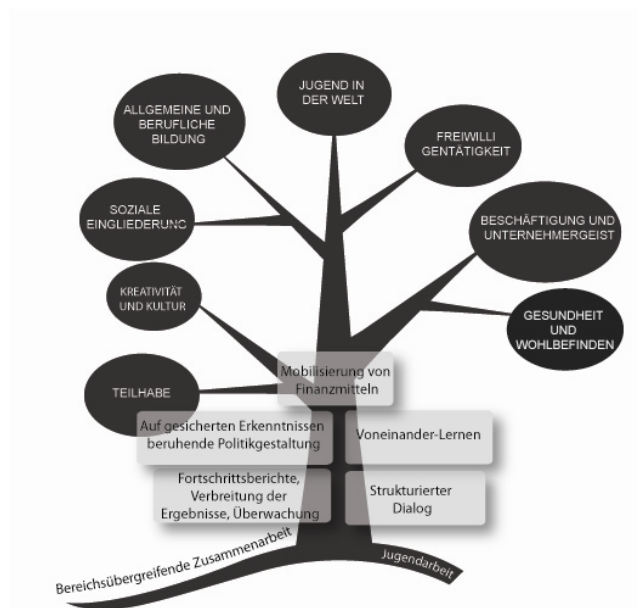 JUGEND IN
DER WELT
ALLGEMEINE UND
BERUFLICHE
BILDUNG
FREIWILLI
GENTÄTIGKEIT
SOZIALE
EINGLIEDERUNG
BESCHÄFTIGUNG UND
UNTERNEHMERGEIST
KREATIVITÄT
UND KULTUR
GESUNDHEIT
UND
WOHLBEFINDEN
TEILHABE
Mobilisierung von
Finanzmitteln
Auf gesicherten Erkenntnissen
beruhende Politikgestaltung
Voneinander-Lernen
Fortschrittsberichte,
Verbreitung der
Ergebnisse, Überwachung
Strukturierter
Dialog
Bereichsübergreifende Zusammenarbeit
Jugendarbeit